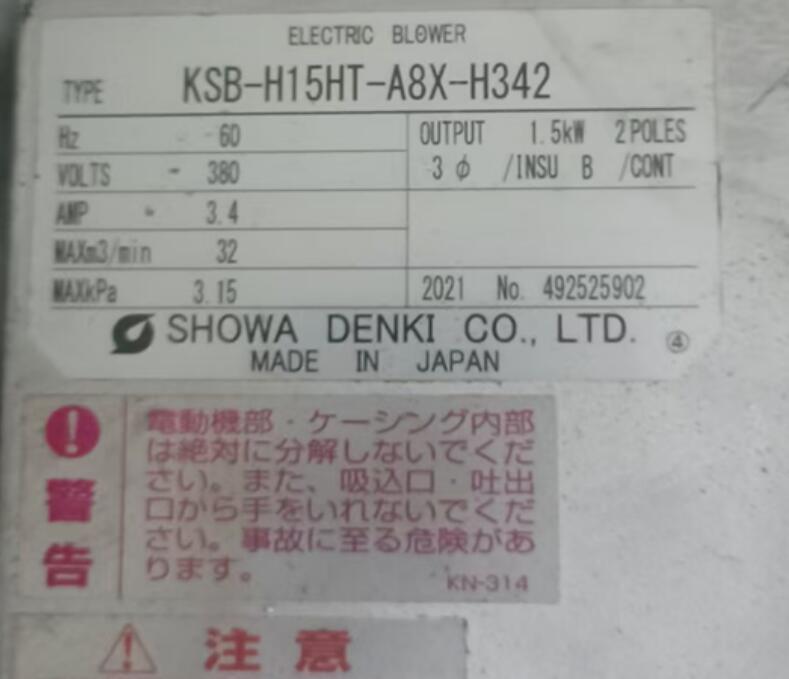 ELECTRIC BLOWER
TYPE KSB-H15HT-A8X-H342
Hz 60 OUTPUT 1.5kW 2POLES
VOLTS 380 3 φ /INSU B /CONT
AMP 3.4
MAXm3/min 32
MAXkPa 3.15 2021 No. 492525902
SHOWA DENKI CO., LTD. ④
MADE IN JAPAN
警告
電動機部・ケーシング内部
は絶対に分解しないでくだ
さい。また、吸込口・吐出
口から手をいれないでくだ
さい。事故に至る危険があ
ります。
KN-314
注意